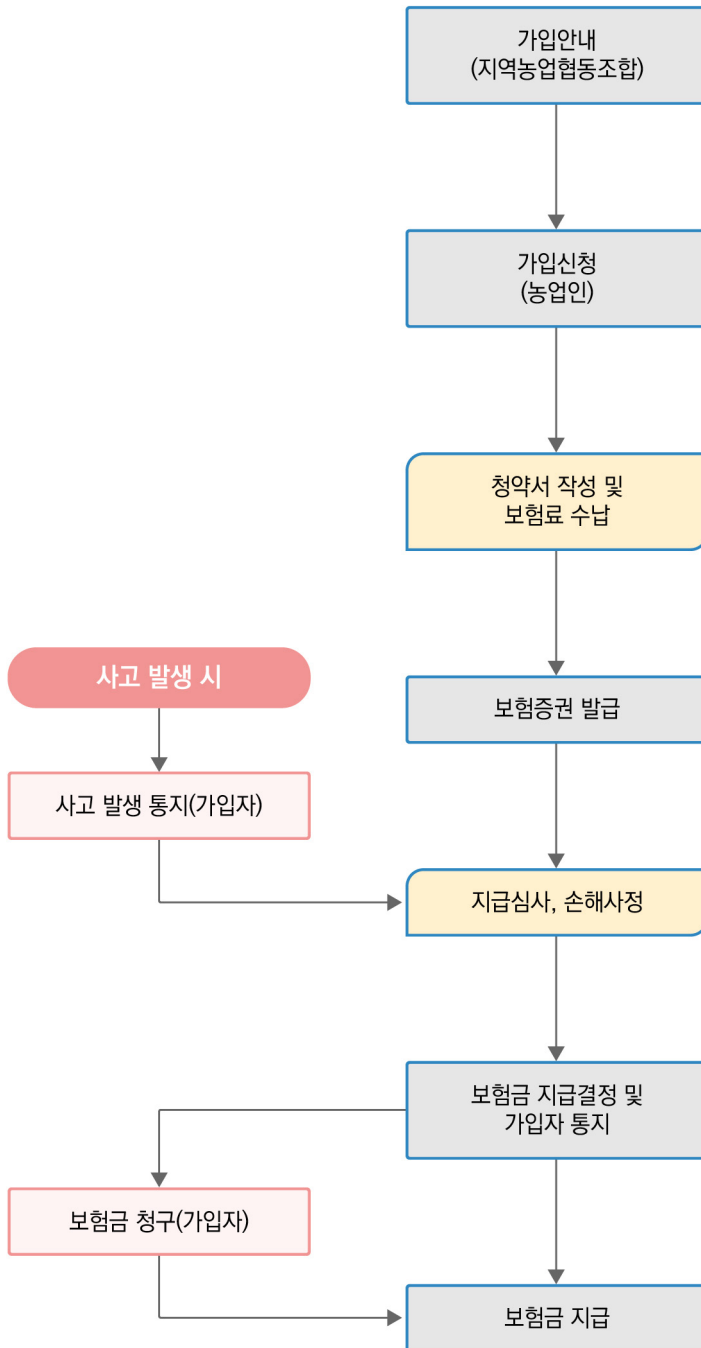 가입안내
(지역농업협동조합)
가입신청
(농업인)
청약서 작성 및
보험료 수납
사고 발생 시
보험증권 발급
사고 발생 통지(가입자)
지급심사, 손해사정
보험금 지급결정 및
가입자 통지
보험금 청구(가입자)
보험금 지급